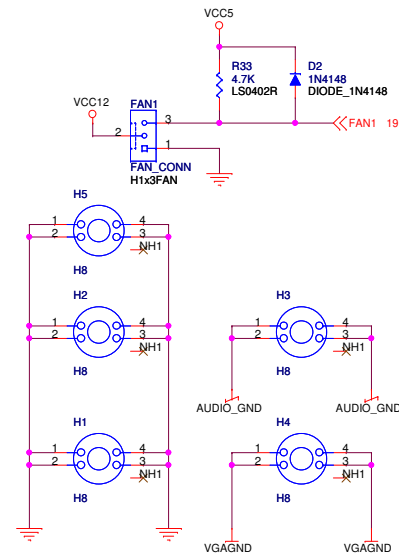 VCC5
R33
4.7K
LS0402R
D2
1N4148
DIODE_1N4148
VCC12
FAN1
3
2
1
FAN1 19
FAN_CONN
H1x3FAN
H5
1 4
2 3
NH1
H8
H2
1 4
2 3
NH1
H8
H3
1 4
2 3
NH1
H8
AUDIO_GND AUDIO_GND
H1
1 4
2 3
NH1
H8
H4
1 4
2 3
NH1
H8
VGAGND VGAGND